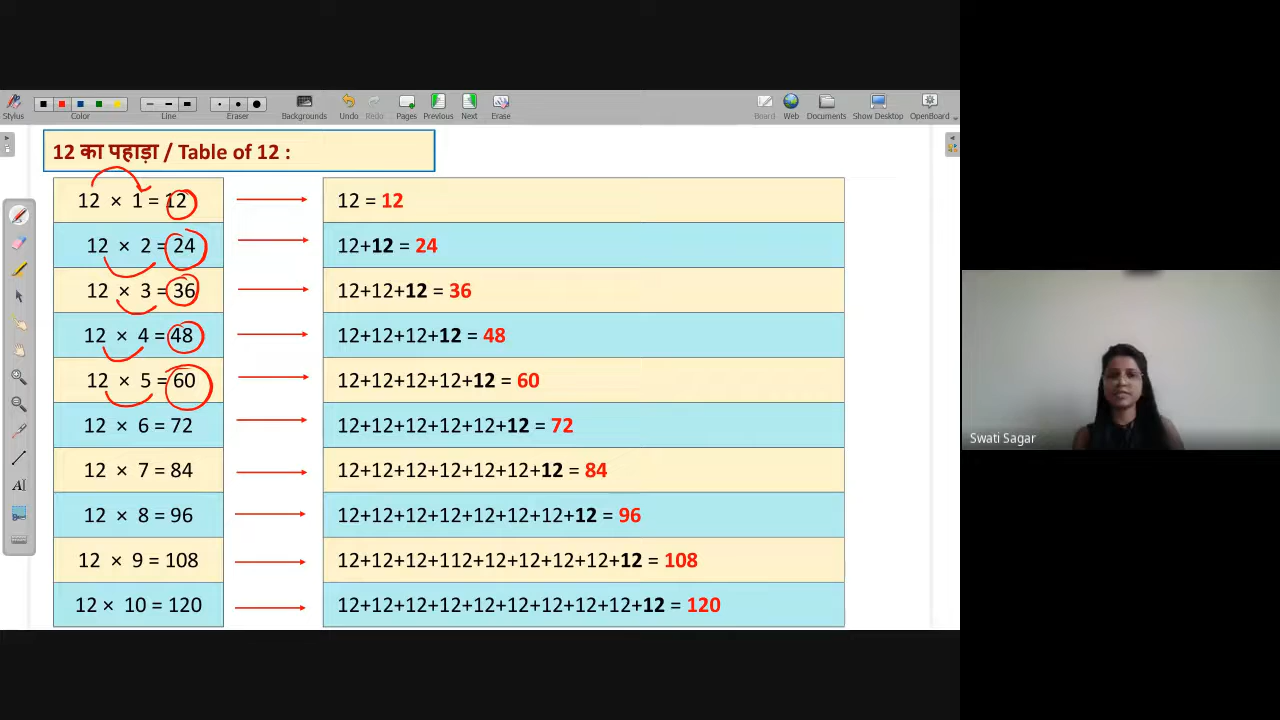 Stylus Color Line Eraser Backgrounds Undo Redo Pages Previous Next Erase Board Web Documents Show Desktop OpenBoard
12 का पहाड़ा / Table of 12 :
12 × 1 = 12
12 = 12
12 × 2 = 24
12+12 = 24
12 × 3 = 36
12+12+12 = 36
12 × 4 = 48
12+12+12+12 = 48
12 × 5 = 60
12+12+12+12+12 = 60
12 × 6 = 72
12+12+12+12+12+12 = 72
12 × 7 = 84
12+12+12+12+12+12+12 = 84
12 × 8 = 96
12+12+12+12+12+12+12+12 = 96
12 × 9 = 108
12+12+12+112+12+12+12+12+12 = 108
12 × 10 = 120
12+12+12+12+12+12+12+12+12+12 = 120
Swati Sagar